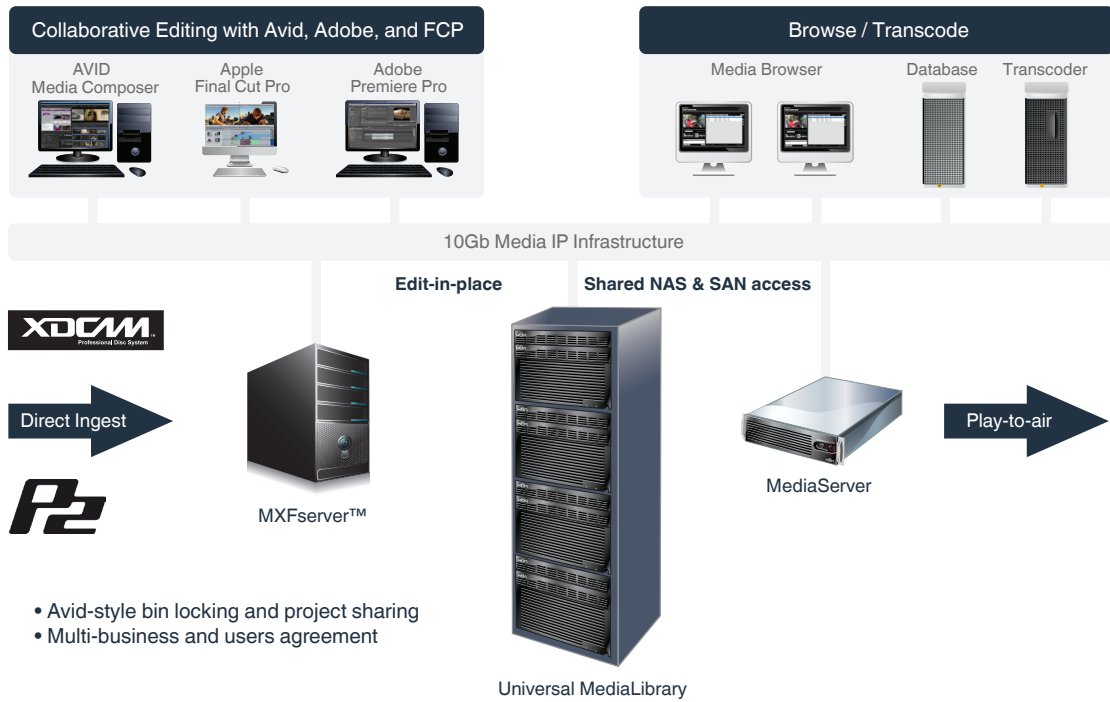 Collaborative Editing with Avid, Adobe, and FCP
AVID
Media Composer
Apple
Final Cut Pro
Adobe
Premiere Pro
Browse / Transcode
Media Browser
Database
Transcoder
10Gb Media IP Infrastructure
Edit-in-place
Shared NAS & SAN access
XDCAM™
Professional Disc System
Direct Ingest
P2
MXFserver™
MediaServer
Play-to-air
• Avid-style bin locking and project sharing
• Multi-business and users agreement
Universal MediaLibrary